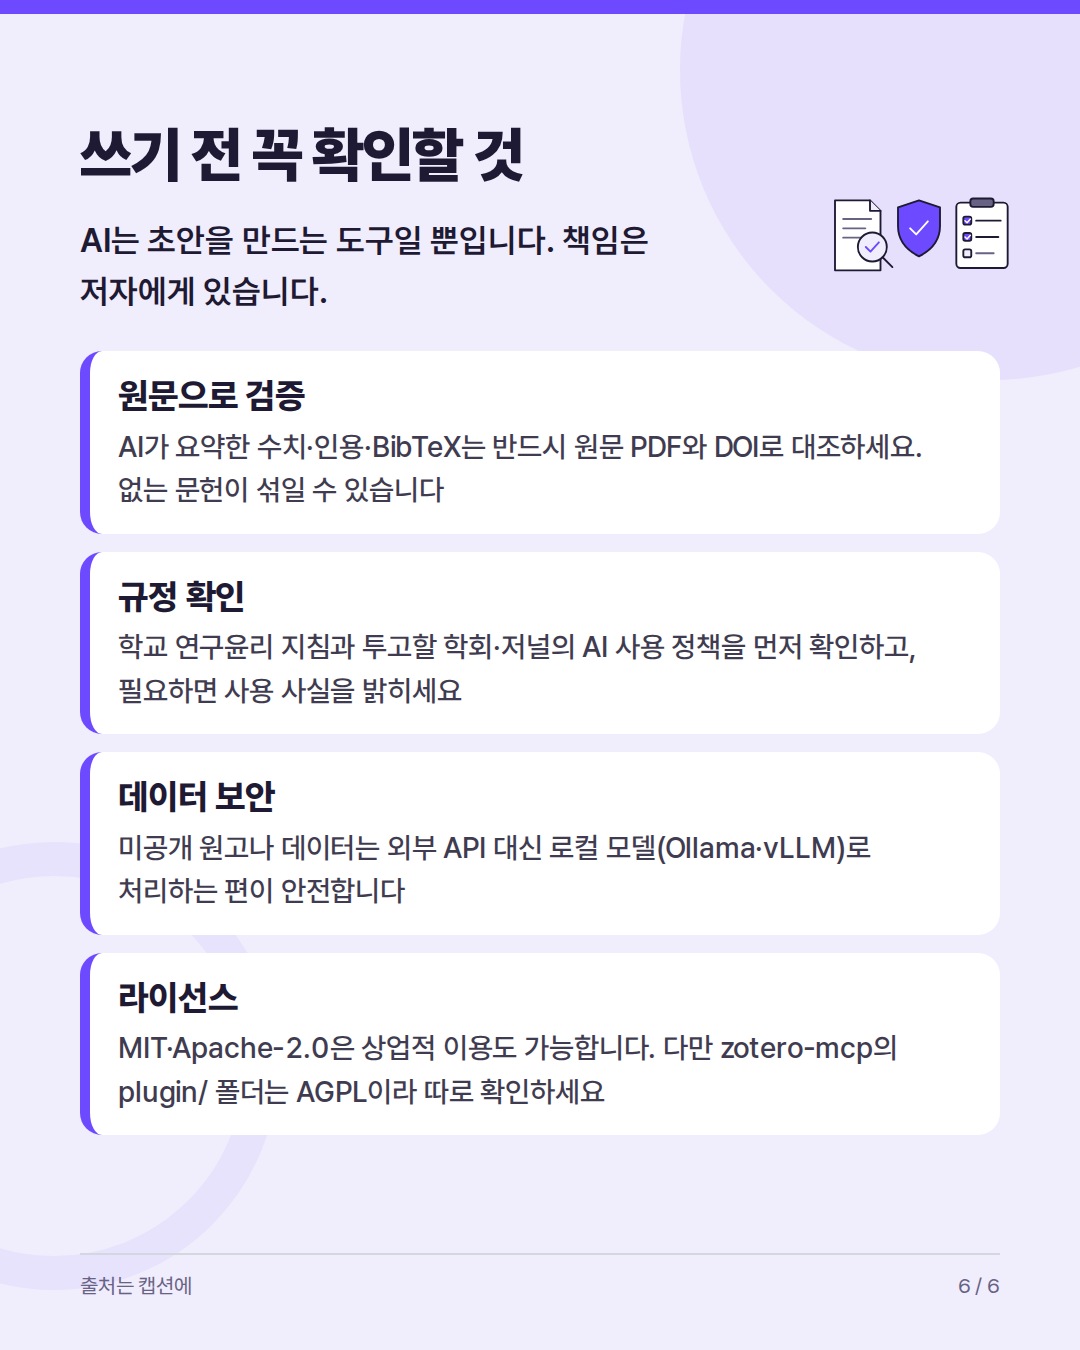 쓰기 전 꼭 확인할 것
AI는 초안을 만드는 도구일 뿐입니다. 책임은
저자에게 있습니다.
원문으로 검증
AI가 요약한 수치·인용·BibTeX는 반드시 원문 PDF와 DOI로 대조하세요.
없는 문헌이 섞일 수 있습니다
규정 확인
학교 연구윤리 지침과 투고할 학회·저널의 AI 사용 정책을 먼저 확인하고,
필요하면 사용 사실을 밝히세요
데이터 보안
미공개 원고나 데이터는 외부 API 대신 로컬 모델(Ollama·vLLM)로
처리하는 편이 안전합니다
라이선스
MIT·Apache-2.0은 상업적 이용도 가능합니다. 다만 zotero-mcp의
plugin/ 폴더는 AGPL이라 따로 확인하세요
출처는 캡션에
6 / 6